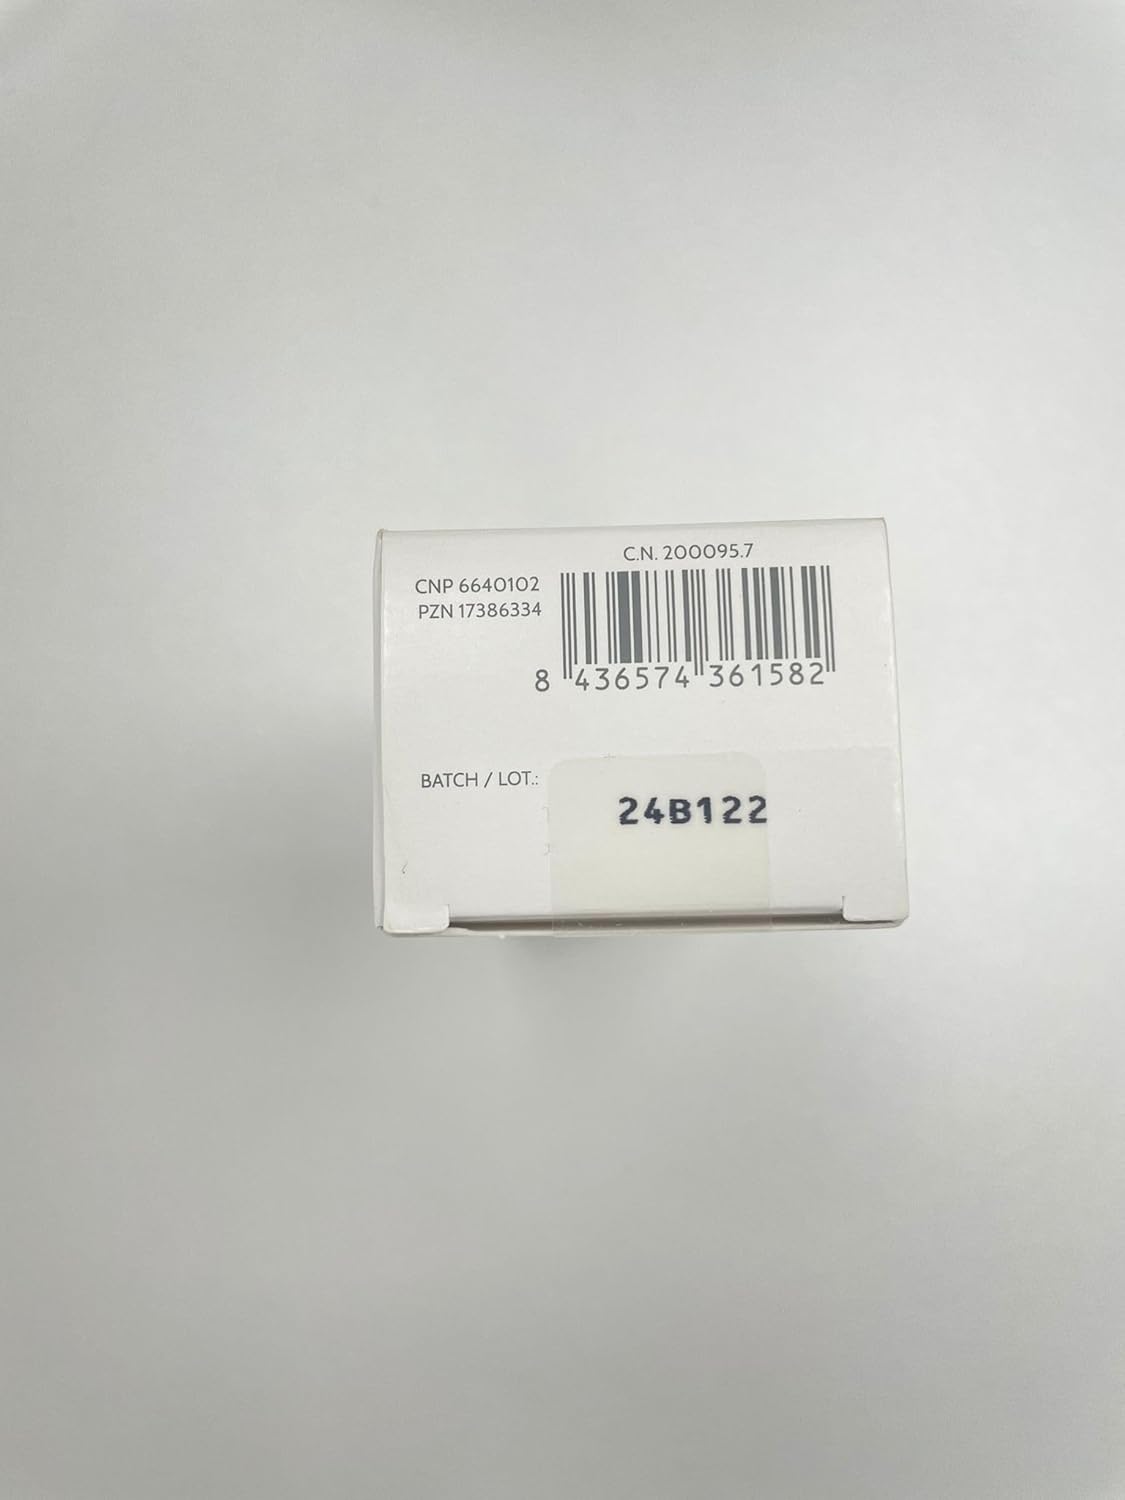 C.N. 200095.7
CNP 6640102
PZN 17386334
8 436574 361582
BATCH / LOT.:
24B122